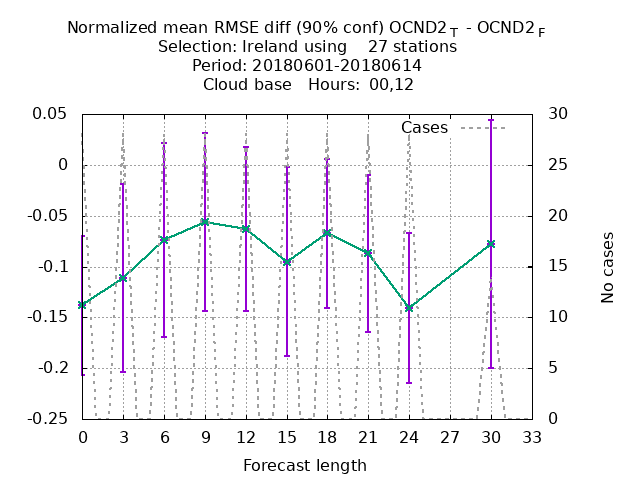 Normalized mean RMSE diff (90% conf) OCND2 T - OCND2 F
Selection: Ireland using 27 stations
Period: 20180601-20180614
Cloud base Hours: 00,12
Cases
0.05
0
-0.05
-0.1
-0.15
-0.2
-0.25
30
25
20
15
10
5
0
No cases
0 3 6 9 12 15 18 21 24 27 30 33
Forecast length